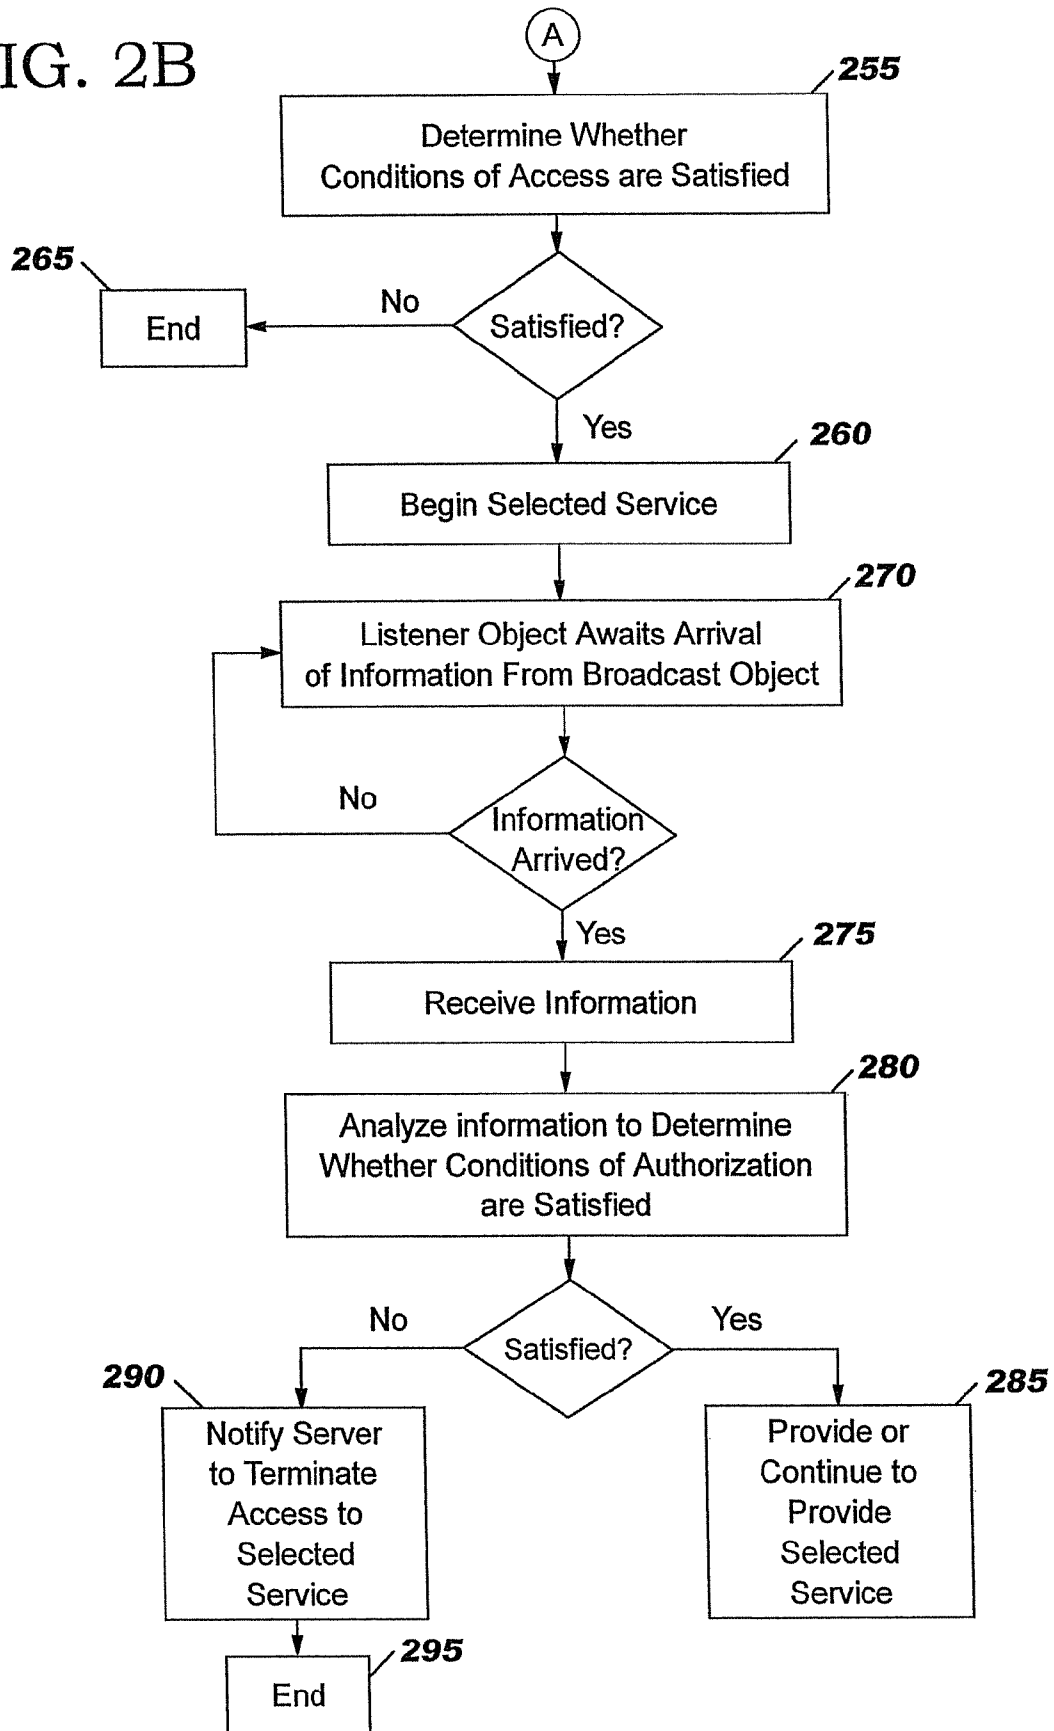 IG. 2B
A
255
Determine Whether
Conditions of Access are Satisfied
265
End
No
Satisfied?
Yes
260
Begin Selected Service
270
Listener Object Awaits Arrival
of Information From Broadcast Object
No
Information
Arrived?
Yes
275
Receive Information
280
Analyze information to Determine
Whether Conditions of Authorization
are Satisfied
No
Satisfied?
Yes
290
Notify Server
to Terminate
Access to
Selected
Service
285
Provide or
Continue to
Provide
Selected
Service
295
End